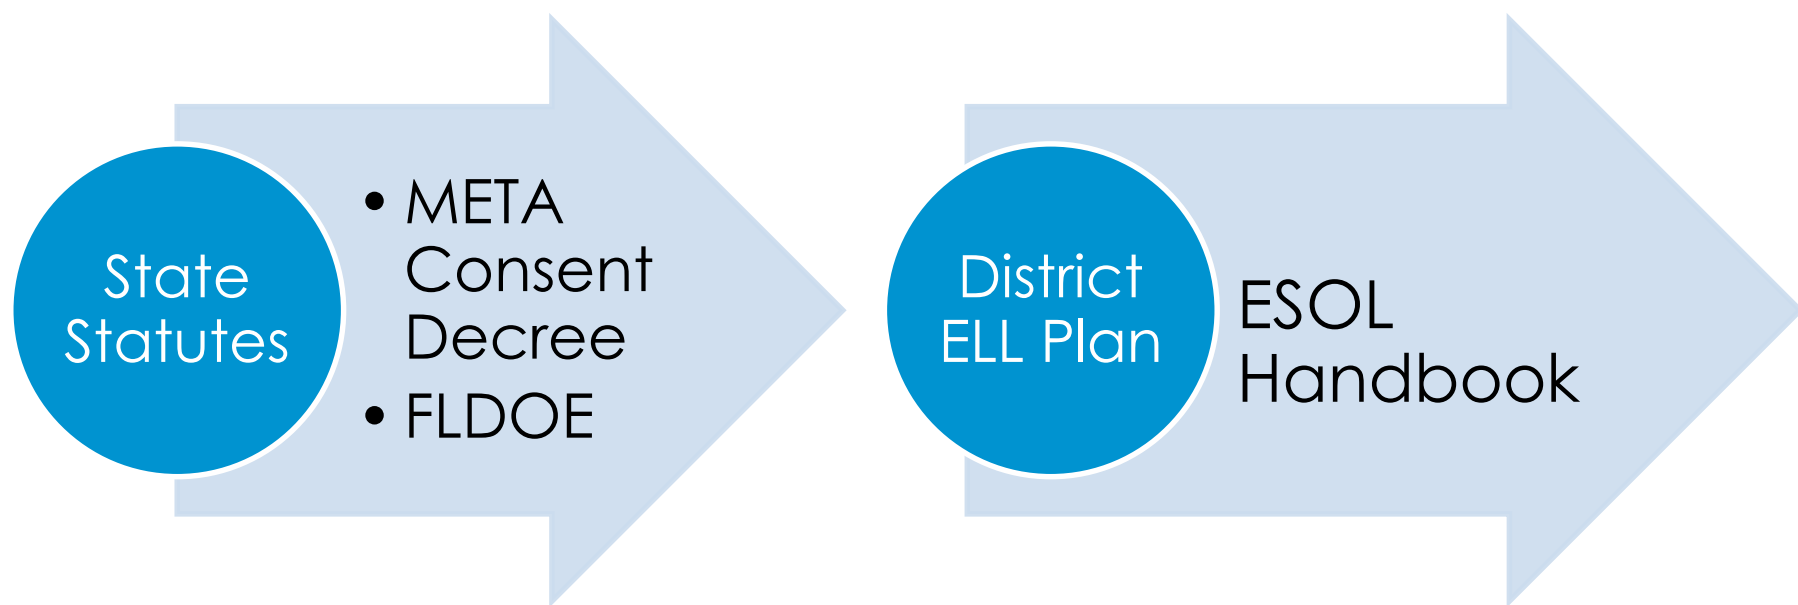 State
Statutes
• META
Consent
Decree
• FLDOE
District
ELL Plan
ESOL
Handbook